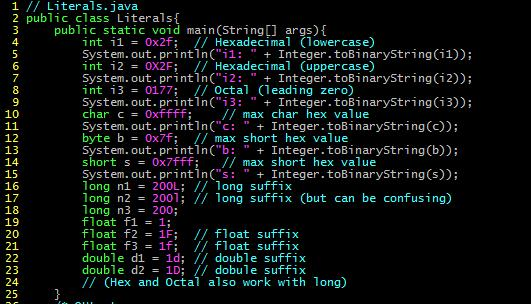 1 // Literals.java
2 public class Literals{
3 public static void main(String[] args){
4 int i1 = 0x2f; // Hexadecimal (lowercase)
5 System.out.println("i1: " + Integer.toBinaryString(i1));
6 int i2 = 0X2F; // Hexadecimal (uppercase)
7 System.out.println("i2: " + Integer.toBinaryString(i2));
8 int i3 = 0177; // Octal (leading zero)
9 System.out.println("i3: " + Integer.toBinaryString(i3));
10 char c = 0xffff; // max char hex value
11 System.out.println("c: " + Integer.toBinaryString(c));
12 byte b = 0x7f; // max short hex value
13 System.out.println("b: " + Integer.toBinaryString(b));
14 short s = 0x7fff; // max short hex value
15 System.out.println("s: " + Integer.toBinaryString(s));
16 long n1 = 200L; // long suffix
17 long n2 = 200l; // long suffix (but can be confusing)
18 long n3 = 200;
19 float f1 = 1;
20 float f2 = 1F; // float suffix
21 float f3 = 1f; // float suffix
22 double d1 = 1d; // double suffix
23 double d2 = 1D; // dobule suffix
24 // (Hex and Octal also work with long)
25 }